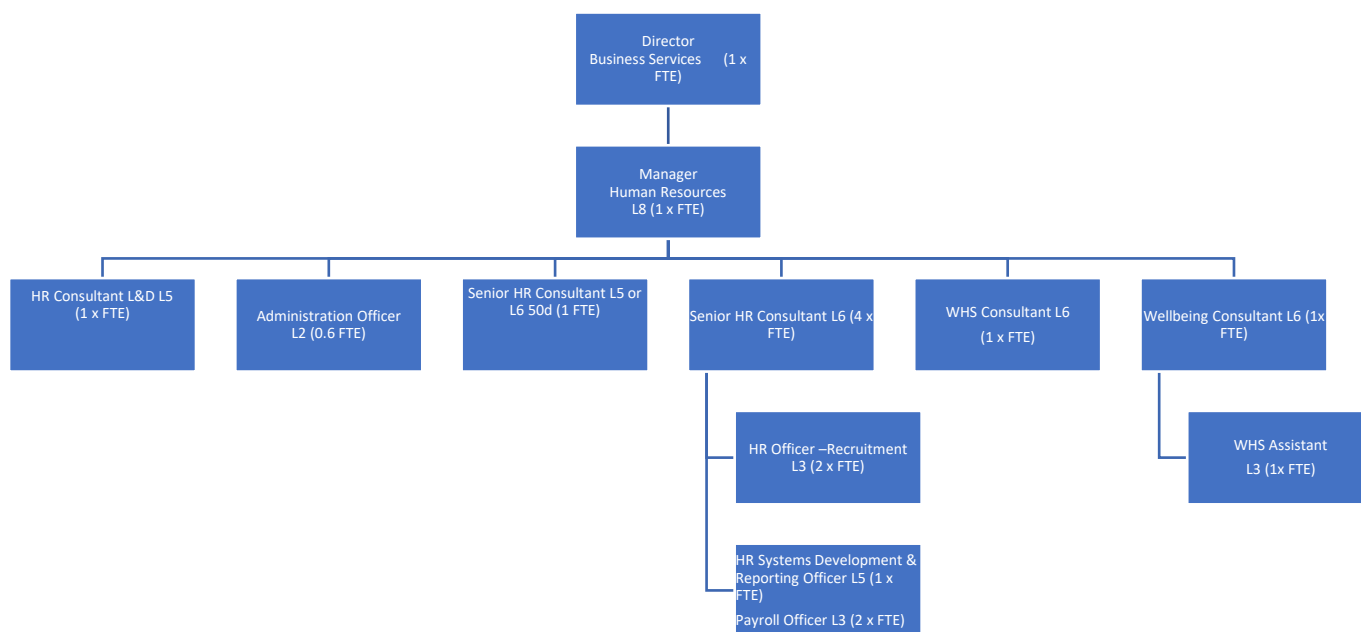 Director
Business Services (1 x
FTE)
Manager
Human Resources
L8 (1 x FTE)
HR Consultant L&D L5
(1 x FTE)
Administration Officer
L2 (0.6 FTE)
Senior HR Consultant L5 or
L6 50d (1 FTE)
Senior HR Consultant L6 (4 x
FTE)
WHS Consultant L6
(1 x FTE)
Wellbeing Consultant L6 (1x
FTE)
HR Officer –Recruitment
L3 (2 x FTE)
WHS Assistant
L3 (1x FTE)
HR Systems Development &
Reporting Officer L5 (1 x
FTE)
Payroll Officer L3 (2 x FTE)